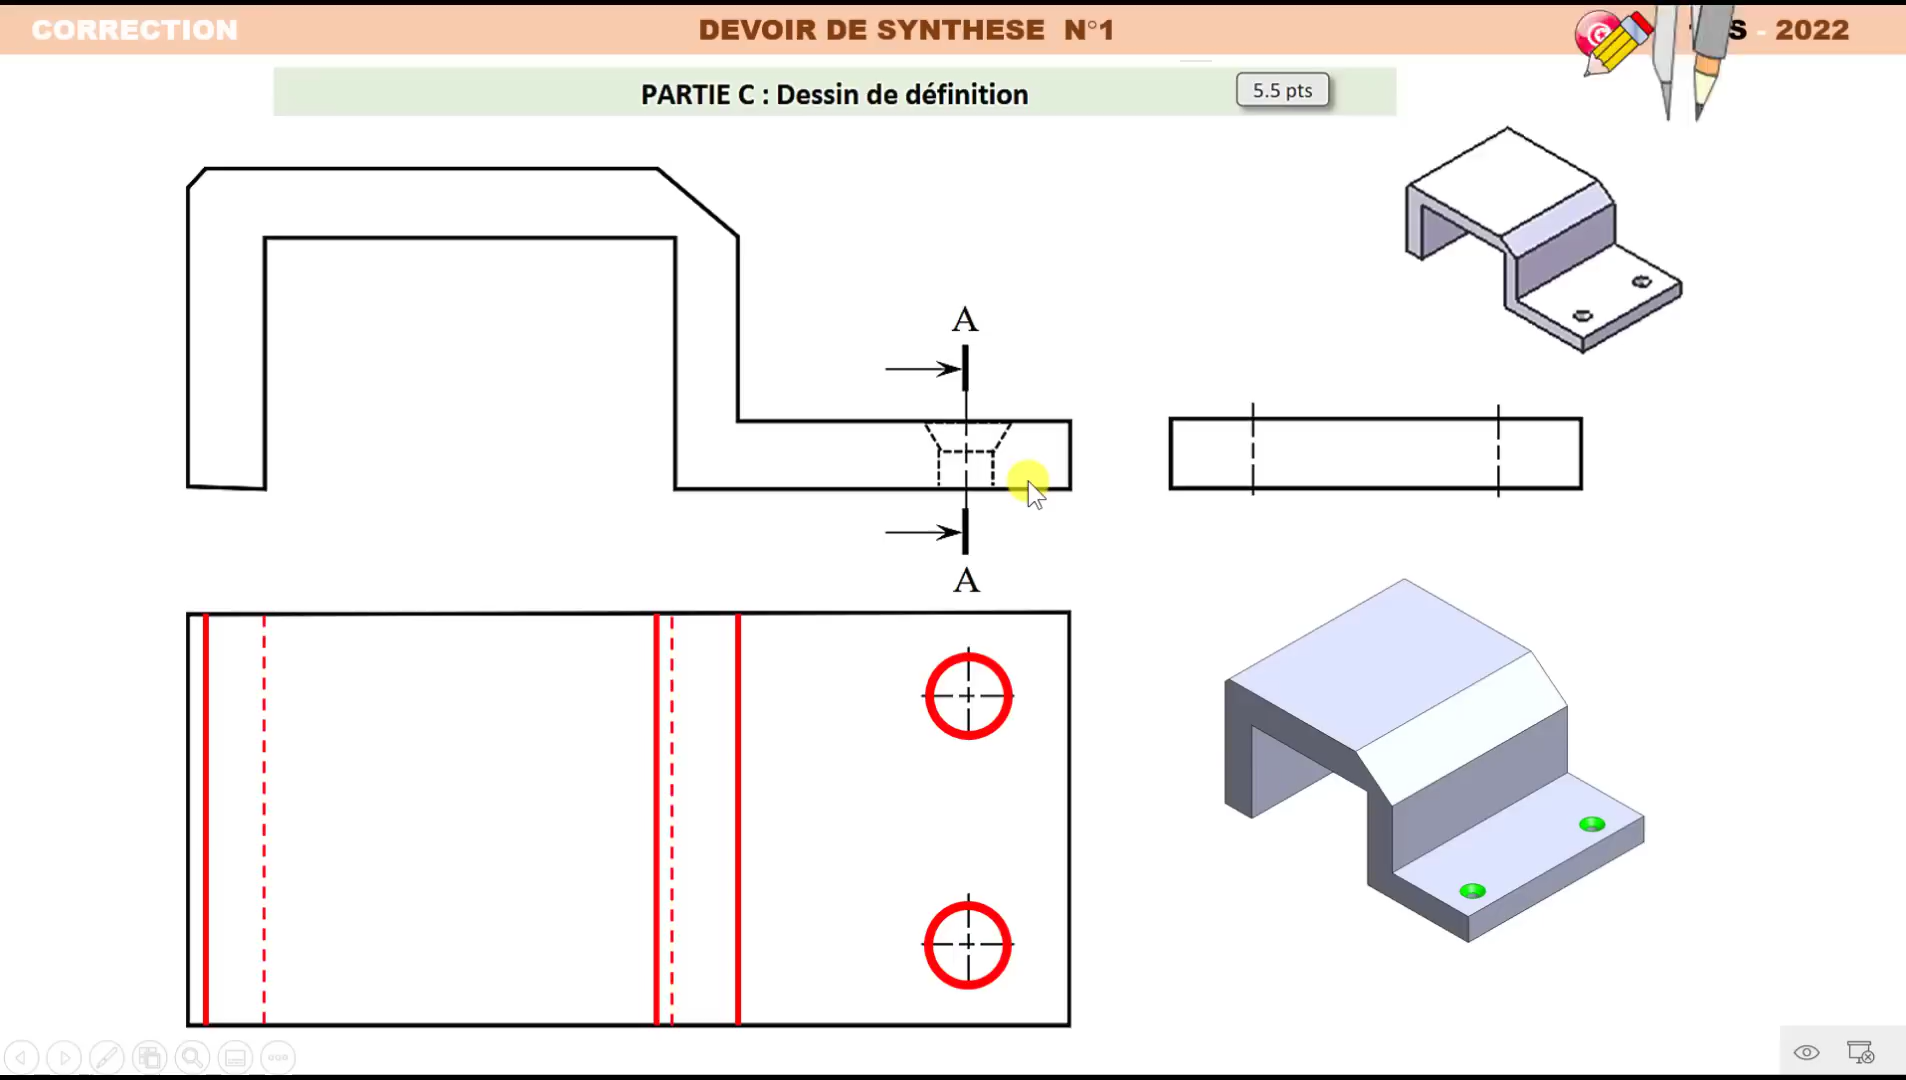 CORRECTION
DEVOIR DE SYNTHESE N°1
S - 2022
PARTIE C : Dessin de définition
5.5 pts
A
A